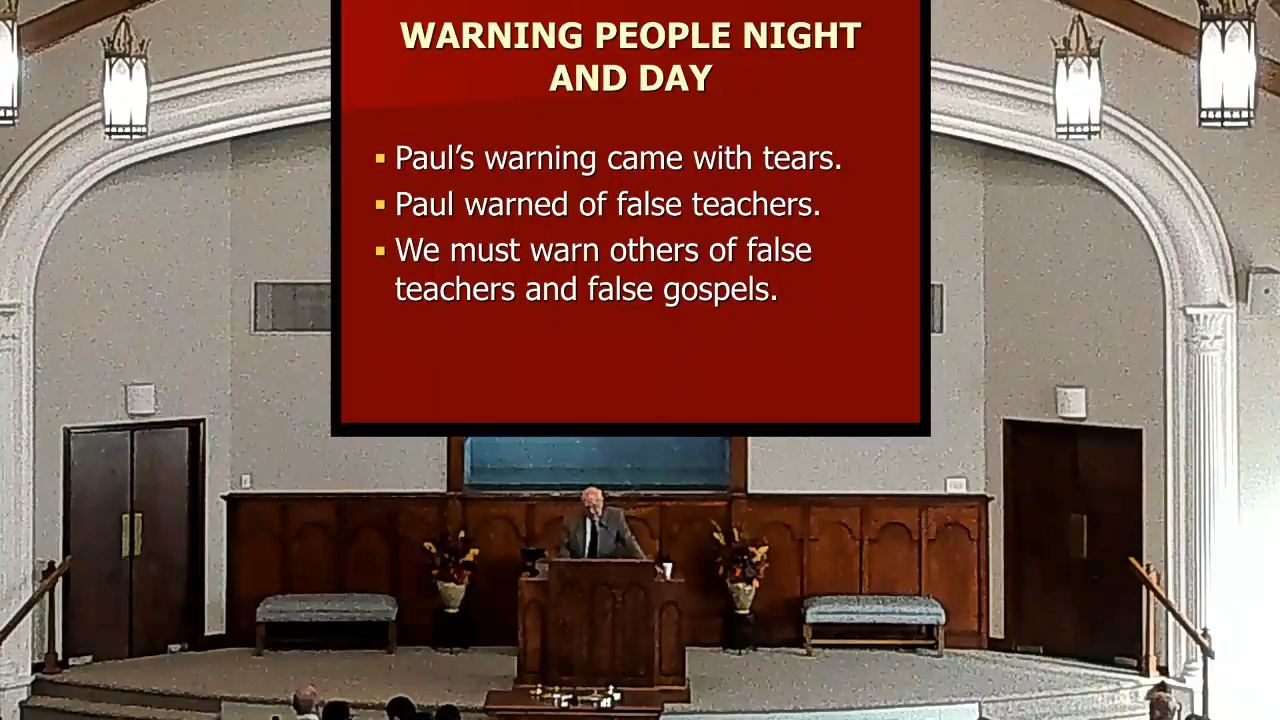 WARNING PEOPLE NIGHT
AND DAY
▪ Paul’s warning came with tears.
▪ Paul warned of false teachers.
▪ We must warn others of false
teachers and false gospels.